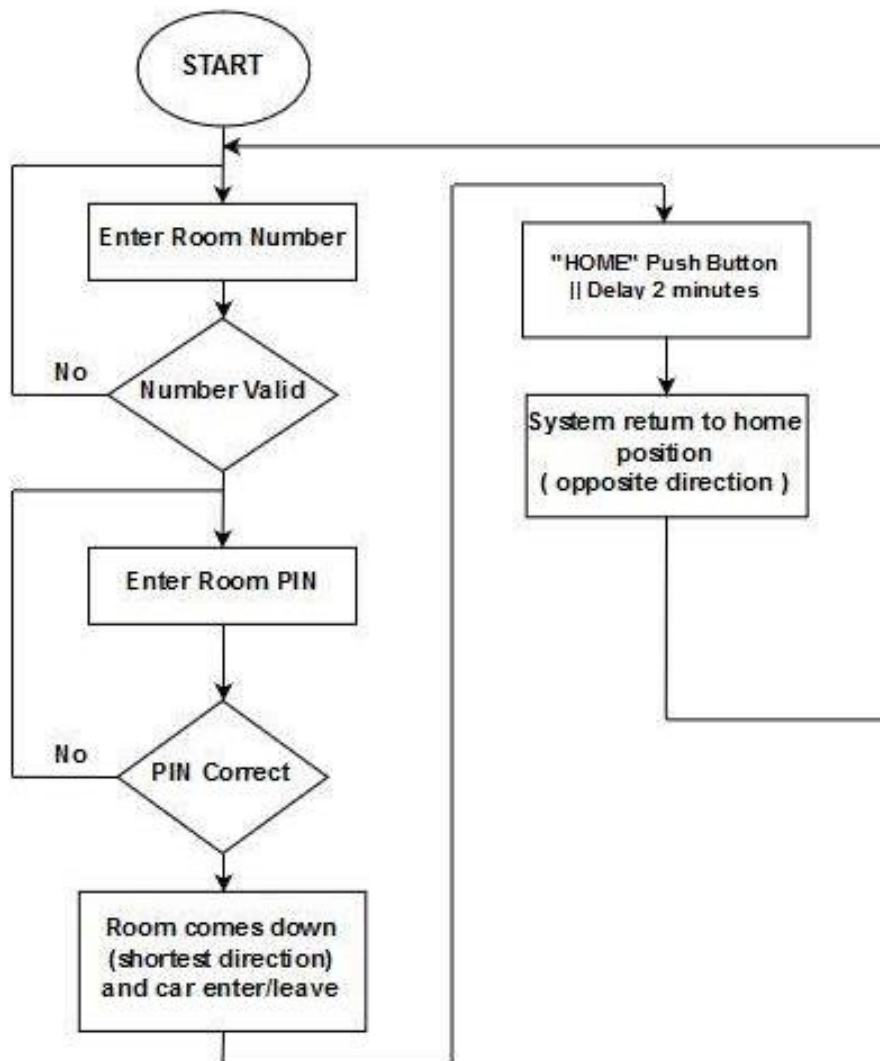 START
Enter Room Number
No
Number Valid
Enter Room PIN
No
PIN Correct
Room comes down
(shortest direction)
and car enter/leave
"HOME" Push Button
|| Delay 2 minutes
System return to home
position
( opposite direction )